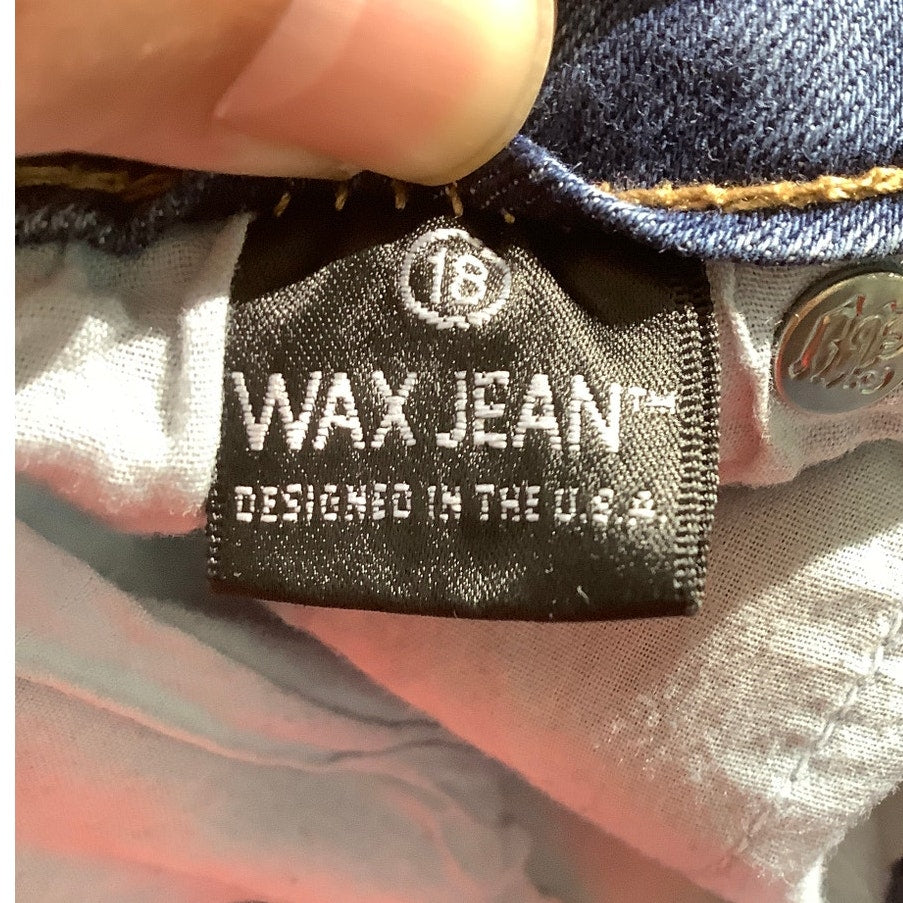 18
WAX JEAN™
DESIGNED IN THE U.S.A.